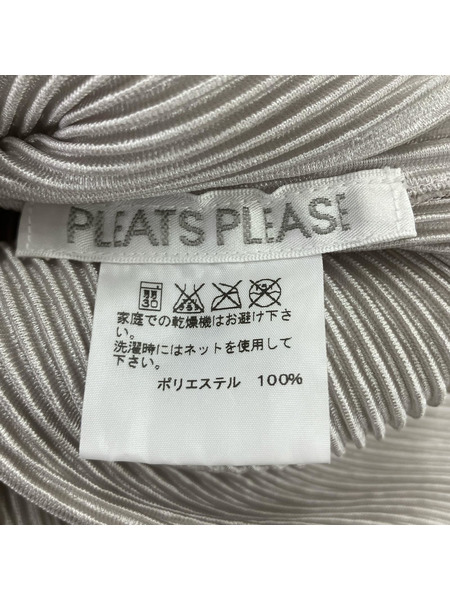 PLEATS PLEASE
30
家庭での乾燥機はお避け下さ
い。
洗濯時にはネットを使用して
下さい。
ポリエステル 100%